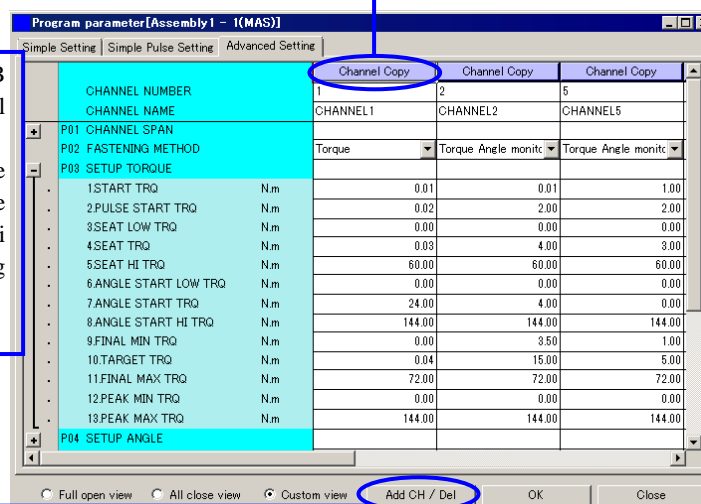 Program parameter[Assembly1 - 1(MAS)]
Simple Setting Simple Pulse Setting Advanced Setting
Channel Copy Channel Copy Channel Copy
CHANNEL NUMBER 1 2 5
CHANNEL NAME CHANNEL1 CHANNEL2 CHANNEL5
+ P01 CHANNEL SPAN
P02 FASTENING METHOD Torque Torque Angle monitc Torque Angle monitc
- P03 SETUP TORQUE
1.START TRQ N.m 0.01 0.01 1.00
2.PULSE START TRQ N.m 0.02 2.00 2.00
3.SEAT LOW TRQ N.m 0.00 0.00 0.00
4.SEAT TRQ N.m 0.03 4.00 3.00
5.SEAT HI TRQ N.m 60.00 60.00 60.00
6.ANGLE START LOW TRQ N.m 0.00 0.00 0.00
7.ANGLE START TRQ N.m 24.00 4.00 0.00
8.ANGLE START HI TRQ N.m 144.00 144.00 144.00
9.FINAL MIN TRQ N.m 0.00 3.50 1.00
10.TARGET TRQ N.m 0.04 15.00 5.00
11.FINAL MAX TRQ N.m 72.00 72.00 72.00
12.PEAK MIN TRQ N.m 0.00 0.00 0.00
13.PEAK MAX TRQ N.m 144.00 144.00 144.00
+ P04 SETUP ANGLE
Full open view All close view Custom view Add CH / Del OK Close